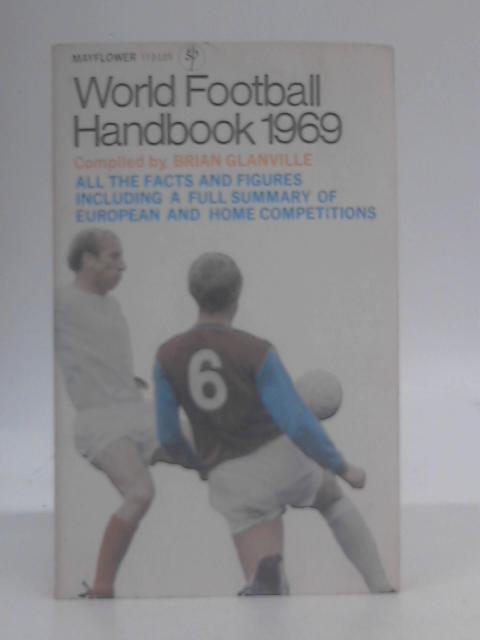 MAYFLOWER 113125
World Football
Handbook 1969
Compiled by, BRIAN GLANVILLE
ALL THE FACTS AND FIGURES
INCLUDING A FULL SUMMARY OF
EUROPEAN AND HOME COMPETITIONS
6